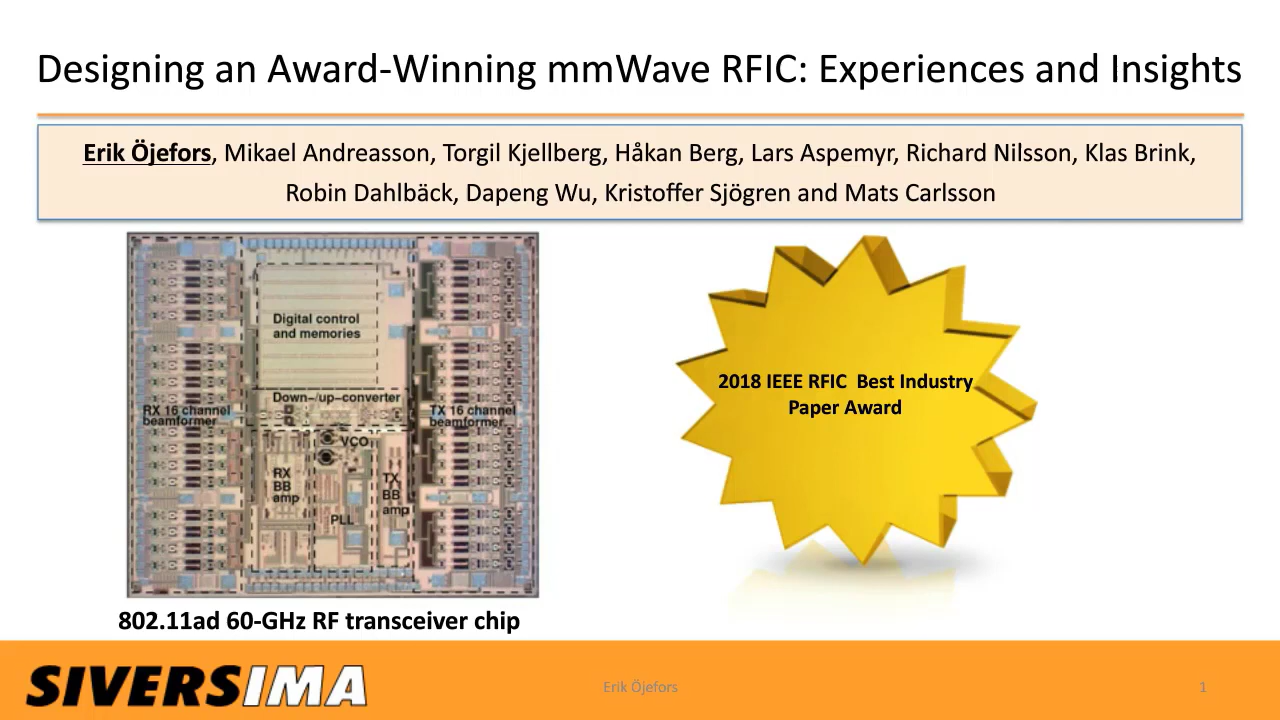 Designing an Award-Winning mmWave RFIC: Experiences and Insights
Erik Öjefors, Mikael Andreasson, Torgil Kjellberg, Håkan Berg, Lars Aspemyr, Richard Nilsson, Klas Brink,
Robin Dahlbäck, Dapeng Wu, Kristoffer Sjögren and Mats Carlsson
Digital control
and memories
Down-/up-converter
RX 16 channel
beamformer
TX 16 channel
beamformer
VCO
RX
BB
amp
TX
BB
amp
PLL
2018 IEEE RFIC  Best Industry
Paper Award
802.11ad 60-GHz RF transceiver chip
SIVERSIMA
Erik Öjefors
1